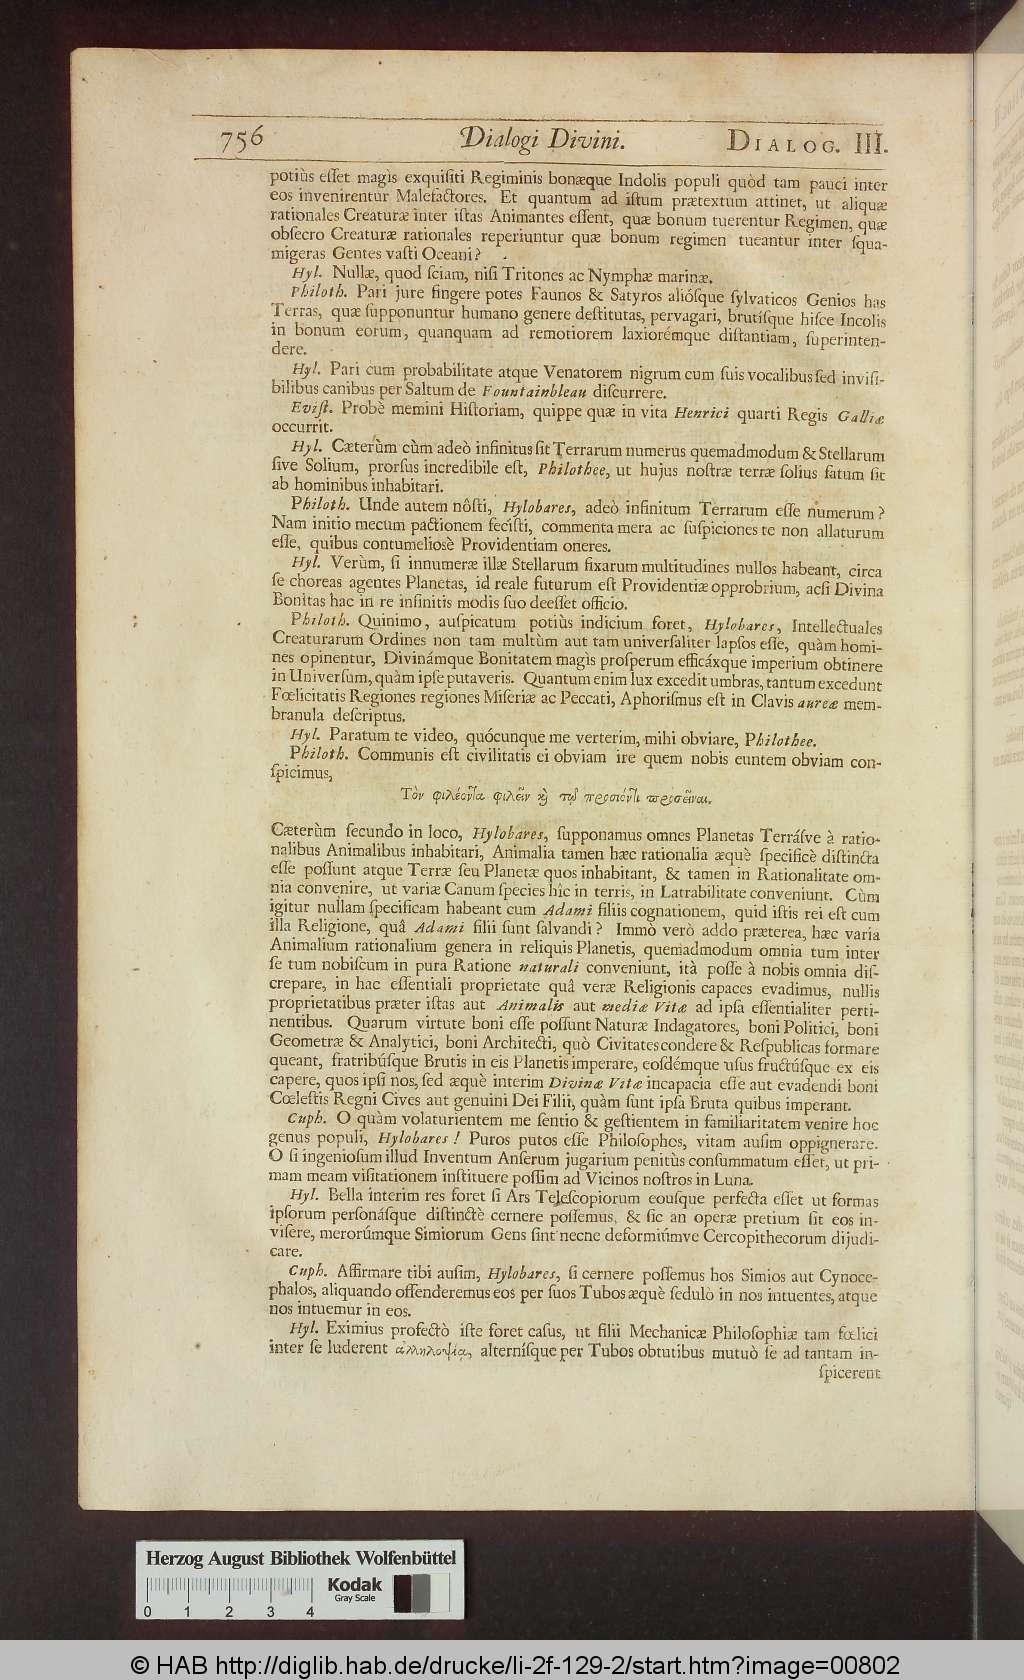 756 Dialogi Divini. DIALOG. III.
potiùs eſſet magìs exquiſiti Regiminis bonæque Indolis populi quòd tam pauci inter
eos invenirentur Malefactores. Et quantum ad iſtum prætextum attinet, ut aliquæ
rationales Creaturæ inter iſtas Animantes eſſent, quæ bonum tuerentur Regimen, quæ
obſecro Creaturæ rationales reperiuntur quæ bonum regimen tueantur inter ſqua-
migeras Gentes vaſti Oceani?
Hyl. Nullæ, quod ſciam, niſi Tritones ac Nymphæ marinæ.
Philoth. Pari jure fingere potes Faunos & Satyros alióſque ſylvaticos Genios has
Terras, quæ ſupponuntur humano genere deſtitutas, pervagari, brutíſque hiſce Incolis
in bonum eorum, quanquam ad remotiorem laxiorémque diſtantiam, ſuperinten-
dere.
Hyl. Pari cum probabilitate atque Venatorem nigrum cum ſuis vocalibus ſed inviſi-
bilibus canibus per Saltum de Fountainbleau diſcurrere.
Eviſt. Probè memini Hiſtoriam, quippe quæ in vita Henrici quarti Regis Galliæ
occurrit.
Hyl. Cæterùm cùm adeò infinitus ſit Terrarum numerus quemadmodum & Stellarum
ſive Solium, prorſus incredibile eſt, Philothee, ut hujus noſtræ terræ ſolius fatum ſit
ab hominibus inhabitari.
Philoth. Unde autem nôſti, Hylobares, adeò infinitum Terrarum eſſe numerum?
Nam initio mecum pactionem feciſti, commenta mera ac ſuſpiciones te non allaturum
eſſe, quibus contumelioſè Providentiam oneres.
Hyl. Verùm, ſi innumeræ illæ Stellarum fixarum multitudines nullos habeant, circa
ſe choreas agentes Planetas, id reale futurum eſt Providentiæ opprobrium, acſi Divina
Bonitas hac in re infinitis modis ſuo deeſſet officio.
Philoth. Quinimo, auſpicatum potiùs indicium foret, Hylobares, Intellectuales
Creaturarum Ordines non tam multùm aut tam univerſaliter lapſos eſſe, quàm homi-
nes opinentur, Divinámque Bonitatem magìs proſperum efficáxque imperium obtinere
in Univerſum, quàm ipſe putaveris. Quantum enim lux excedit umbras, tantum excedunt
Fœlicitatis Regiones regiones Miſeriæ ac Peccati, Aphoriſmus eſt in Clavis aureæ mem-
branula deſcriptus.
Hyl. Paratum te video, quócunque me verterim, mihi obviare, Philothee.
Philoth. Communis eſt civilitatis ei obviam ire quem nobis euntem obviam con-
ſpicimus,
Τὸν φιλέοντα φιλεῖν καὶ τῷ προσιόντι προσεῖναι.
Cæterùm ſecundo in loco, Hylobares, ſupponamus omnes Planetas Terráſve à ratio-
nalibus Animalibus inhabitari, Animalia tamen hæc rationalia æquè ſpecificè diſtincta
eſſe poſſunt atque Terræ ſeu Planetæ quos inhabitant, & tamen in Rationalitate om-
nia convenire, ut variæ Canum ſpecies hîc in terris, in Latrabilitate conveniunt. Cùm
igitur nullam ſpecificam habeant cum Adami filiis cognationem, quid iſtis rei eſt cum
illa Religione, quâ Adami filii ſunt ſalvandi? Immò verò addo præterea, hæc varia
Animalium rationalium genera in reliquis Planetis, quemadmodum omnia tum inter
ſe tum nobiſcum in pura Ratione naturali conveniunt, ità poſſe à nobis omnia diſ-
crepare, in hac eſſentiali proprietate quâ veræ Religionis capaces evadimus, nullis
proprietatibus præter iſtas aut Animalis aut mediæ Vitæ ad ipſa eſſentialiter perti-
nentibus. Quarum virtute boni eſſe poſſunt Naturæ Indagatores, boni Politici, boni
Geometræ & Analytici, boni Architecti, quò Civitates condere & Reſpublicas formare
queant, fratribúſque Brutis in eis Planetis imperare, eoſdémque uſus fructúſque ex eis
capere, quos ipſi nos, ſed æquè interim Divinæ Vitæ incapacia eſſe aut evadendi boni
Cœleſtis Regni Cives aut genuini Dei Filii, quàm ſunt ipſa Bruta quibus imperant.
Cuph. O quàm volaturientem me ſentio & geſtientem in familiaritatem venire hoc
genus populi, Hylobares! Puros putos eſſe Philoſophos, vitam auſim oppignerare.
O ſi ingenioſum illud Inventum Anſerum jugarium penitùs conſummatum eſſet, ut pri-
mam meam viſitationem inſtituere poſſim ad Vicinos noſtros in Luna.
Hyl. Bella interim res foret ſi Ars Teleſcopiorum eouſque perfecta eſſet ut formas
ipſorum perſonáſque diſtinctè cernere poſſemus, & ſic an operæ pretium ſit eos in-
viſere, merorúmque Simiorum Gens ſint necne deformiúmve Cercopithecorum dijudi-
care.
Cuph. Affirmare tibi auſim, Hylobares, ſi cernere poſſemus hos Simios aut Cynoce-
phalos, aliquando offenderemus eos per ſuos Tubos æquè ſedulò in nos intuentes, atque
nos intuemur in eos.
Hyl. Eximius profectò iſte foret caſus, ut filii Mechanicæ Philoſophiæ tam fœlici
inter ſe luderent ἀλληλοψίᾳ, alterníſque per Tubos obtutibus mutuò ſe ad tantam in-
ſpicerent
Herzog August Bibliothek Wolfenbüttel
Kodak
Gray Scale
0 1 2 3 4
© HAB http://diglib.hab.de/drucke/li-2f-129-2/start.htm?image=00802